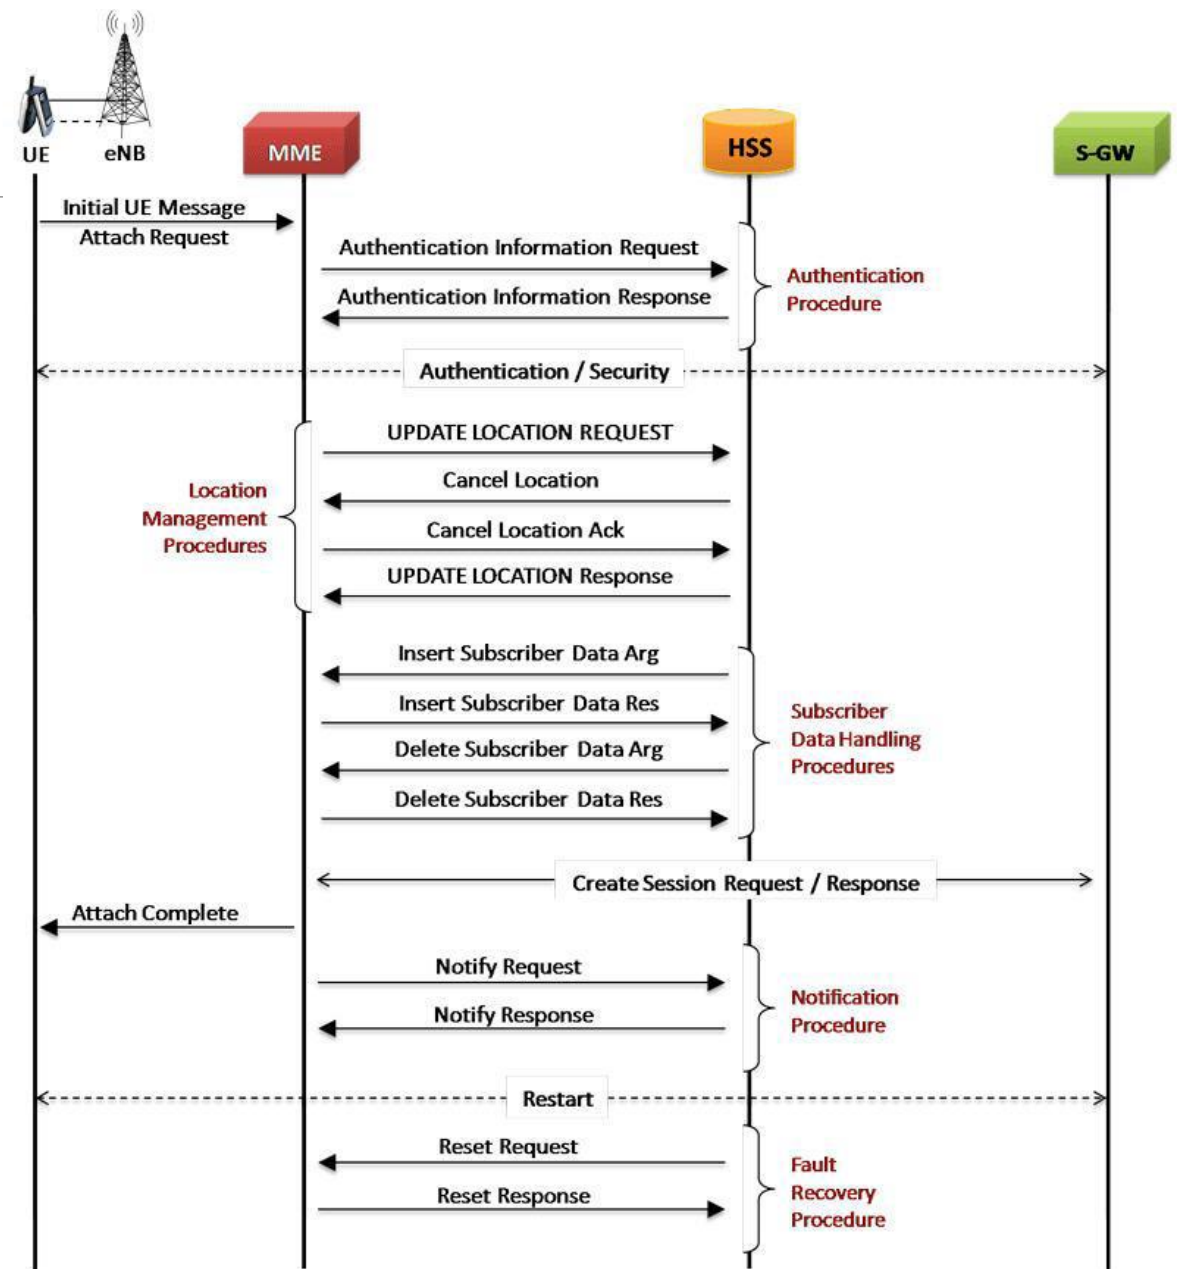 UE
eNB
MME
HSS
S-GW
Initial UE Message
Attach Request
Authentication Information Request
Authentication Information Response
Authentication
Procedure
Authentication / Security
UPDATE LOCATION REQUEST
Cancel Location
Cancel Location Ack
UPDATE LOCATION Response
Location
Management
Procedures
Insert Subscriber Data Arg
Insert Subscriber Data Res
Delete Subscriber Data Arg
Delete Subscriber Data Res
Subscriber
Data Handling
Procedures
Create Session Request / Response
Attach Complete
Notify Request
Notify Response
Notification
Procedure
Restart
Reset Request
Reset Response
Fault
Recovery
Procedure